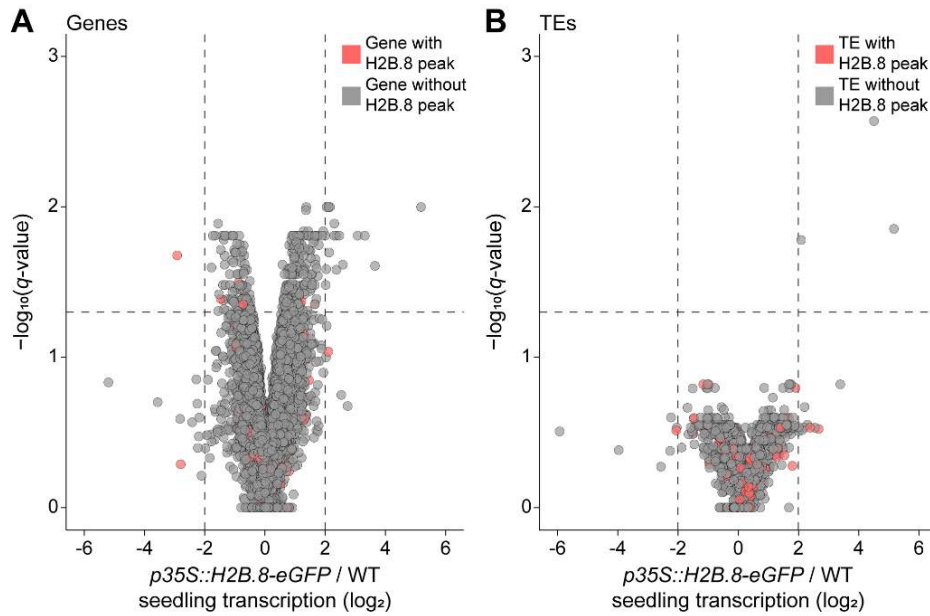 A Genes
3
2
1
0
−log₁₀(q-value)
Gene with
H2B.8 peak
Gene without
H2B.8 peak
-6 -4 -2 0 2 4 6
p35S::H2B.8-eGFP / WT
seedling transcription (log₂)
B TEs
3
2
1
0
−log₁₀(q-value)
TE with
H2B.8 peak
TE without
H2B.8 peak
-6 -4 -2 0 2 4 6
p35S::H2B.8-eGFP / WT
seedling transcription (log₂)